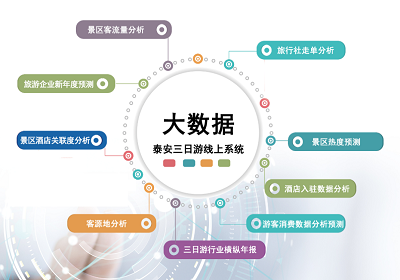 景区客流量分析
旅行社走单分析
旅游企业新年度预测
大数据
泰安三日游线上系统
景区酒店关联度分析
景区热度预测
酒店入驻数据分析
客源地分析
游客消费数据分析预测
三日游行业横纵年报